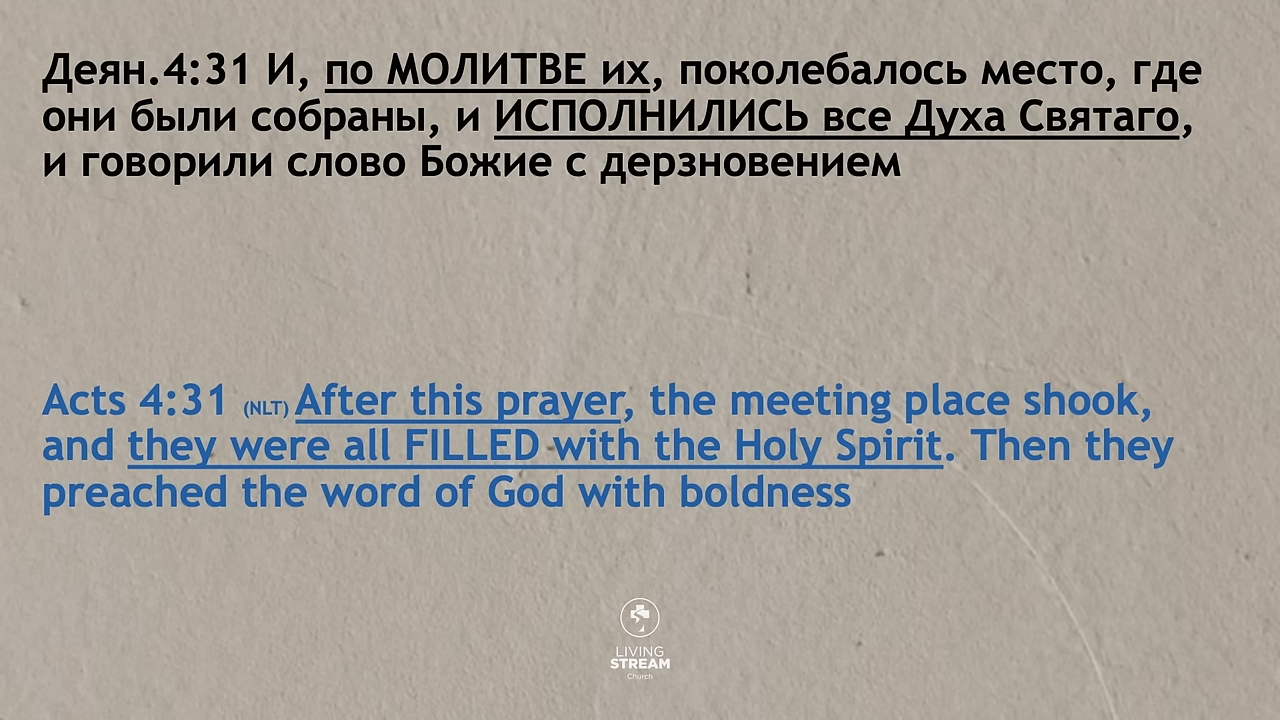 Деян.4:31 И, по МОЛИТВЕ их, поколебалось место, где
они были собраны, и ИСПОЛНИЛИСЬ все Духа Святаго,
и говорили слово Божие с дерзновением
Acts 4:31 (NLT) After this prayer, the meeting place shook,
and they were all FILLED with the Holy Spirit. Then they
preached the word of God with boldness
LIVING
STREAM
Church